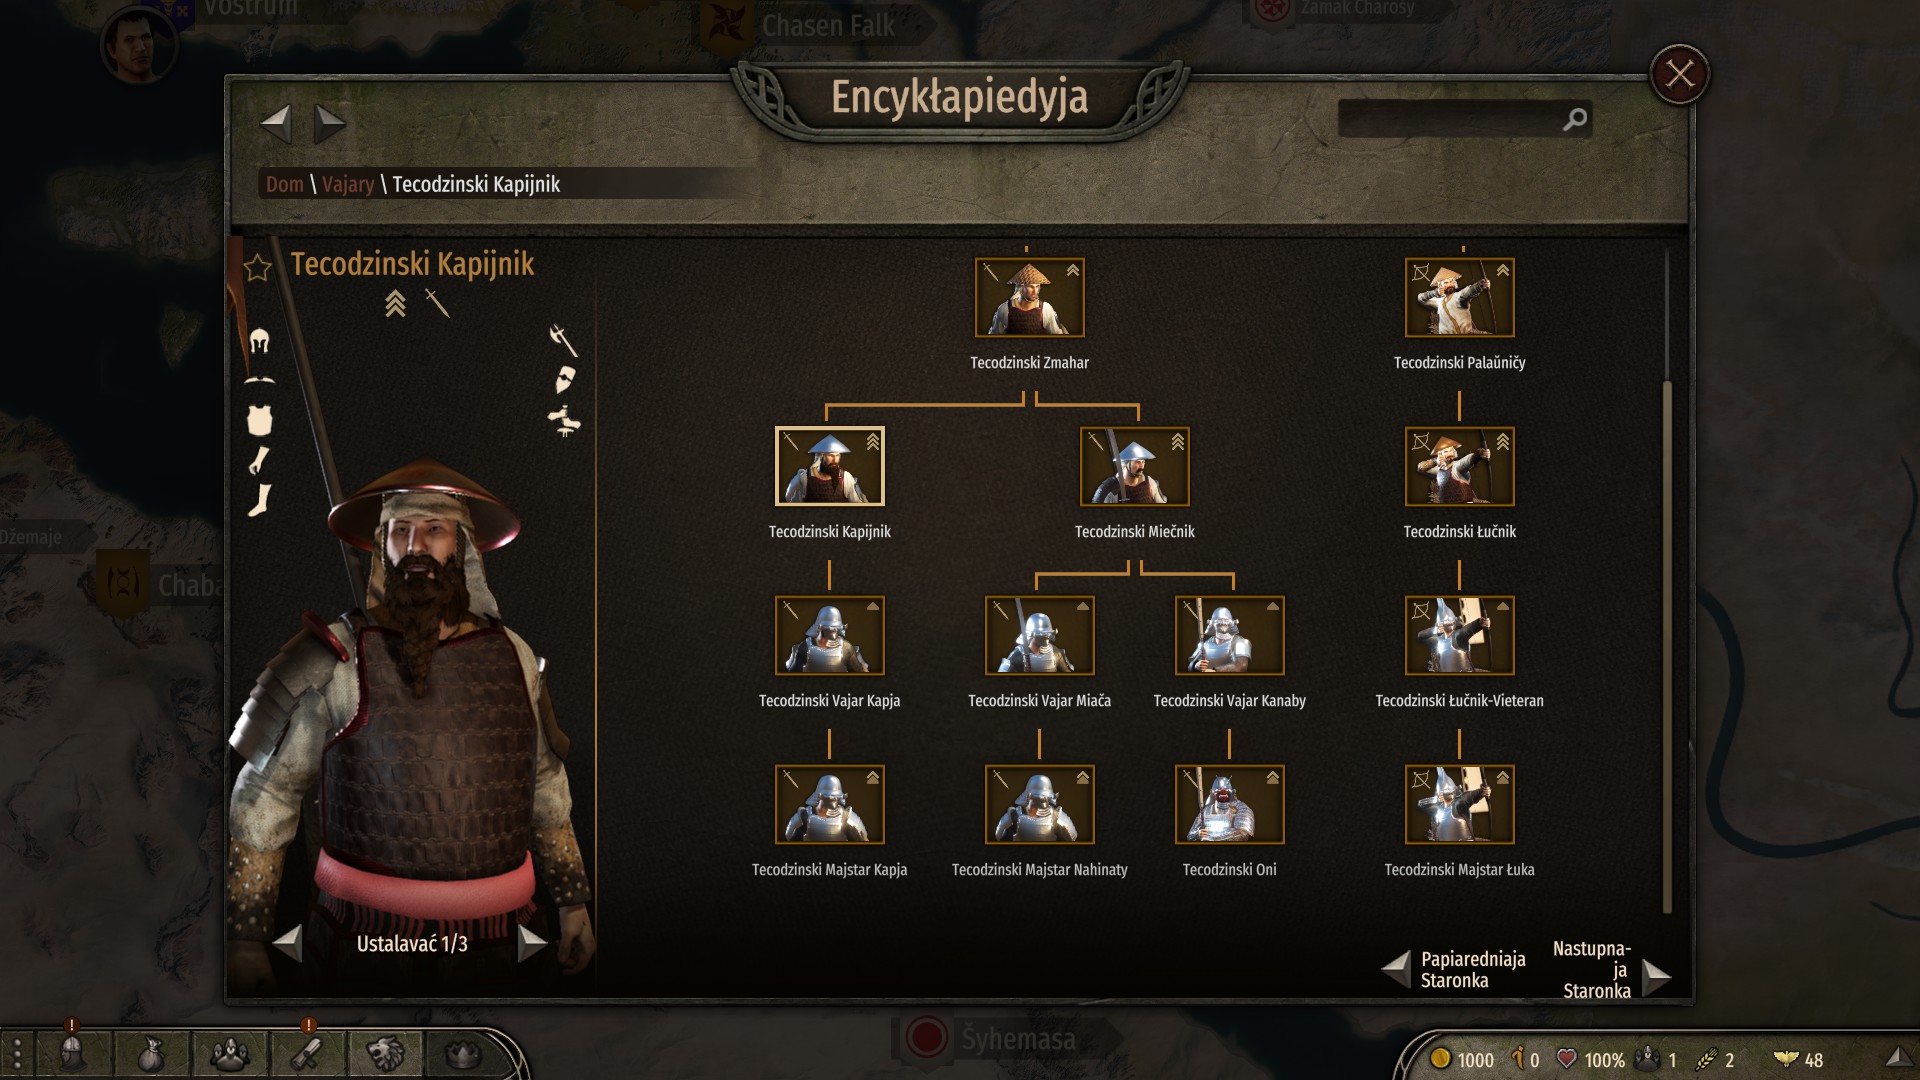 Vostrum
Chasen Falk
Zamak Charosy
Encykłapiedyja
Dom \ Vajary \ Tecodzinski Kapijnik
Tecodzinski Kapijnik
Tecodzinski Zmahar
Tecodzinski Palaŭničy
Tecodzinski Kapijnik
Tecodzinski Miečnik
Tecodzinski Łučnik
Džemaje
Chaba
Tecodzinski Vajar Kapja
Tecodzinski Vajar Miača
Tecodzinski Vajar Kanaby
Tecodzinski Łučnik-Vieteran
Tecodzinski Majstar Kapja
Tecodzinski Majstar Nahinaty
Tecodzinski Oni
Tecodzinski Majstar Łuka
Ustalavać 1/3
Papiaredniaja
Staronka
Nastupna-
ja
Staronka
Šyhemasa
1000
0
100%
1
2
48